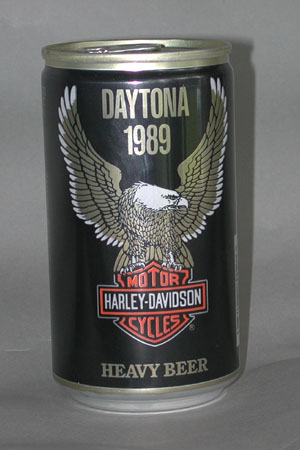 DAYTONA
1989
MOTOR
HARLEY-DAVIDSON
CYCLES
®
HEAVY BEER